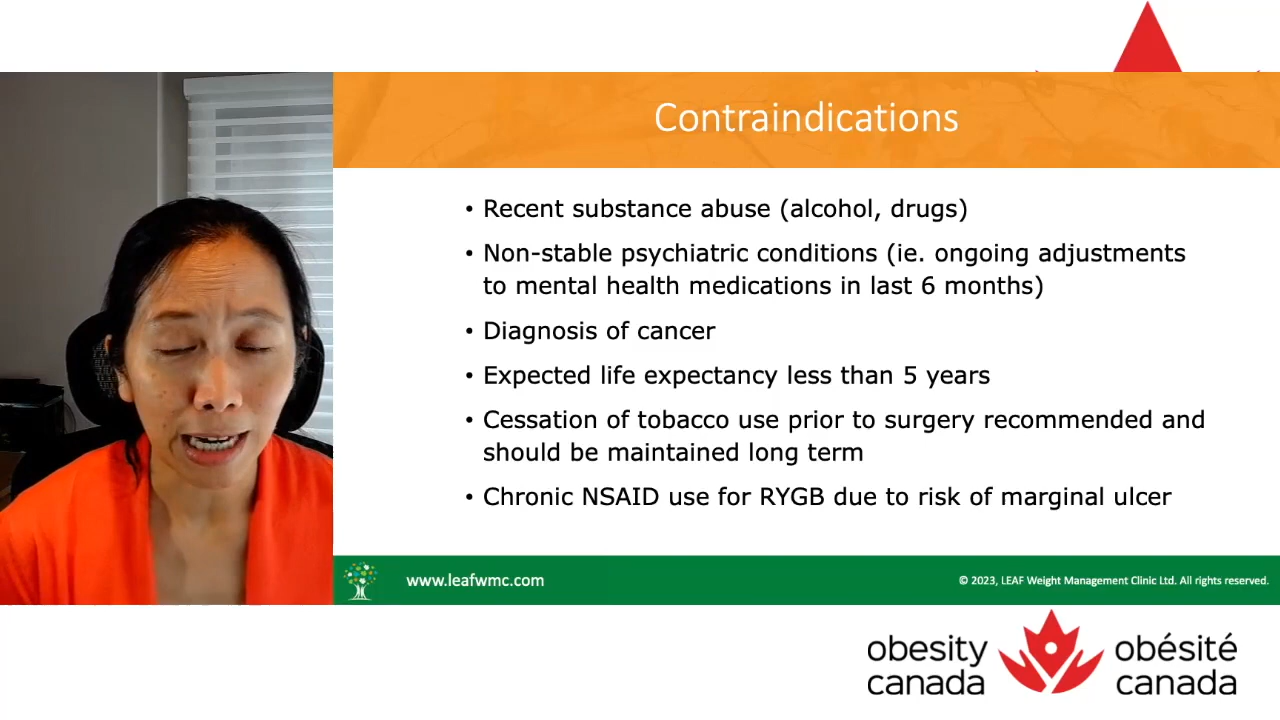 Contraindications
• Recent substance abuse (alcohol, drugs)
• Non-stable psychiatric conditions (ie. ongoing adjustments
to mental health medications in last 6 months)
• Diagnosis of cancer
• Expected life expectancy less than 5 years
• Cessation of tobacco use prior to surgery recommended and
should be maintained long term
• Chronic NSAID use for RYGB due to risk of marginal ulcer
www.leafwmc.com
© 2023, LEAF Weight Management Clinic Ltd. All rights reserved.
obesity
canada
obésité
canada